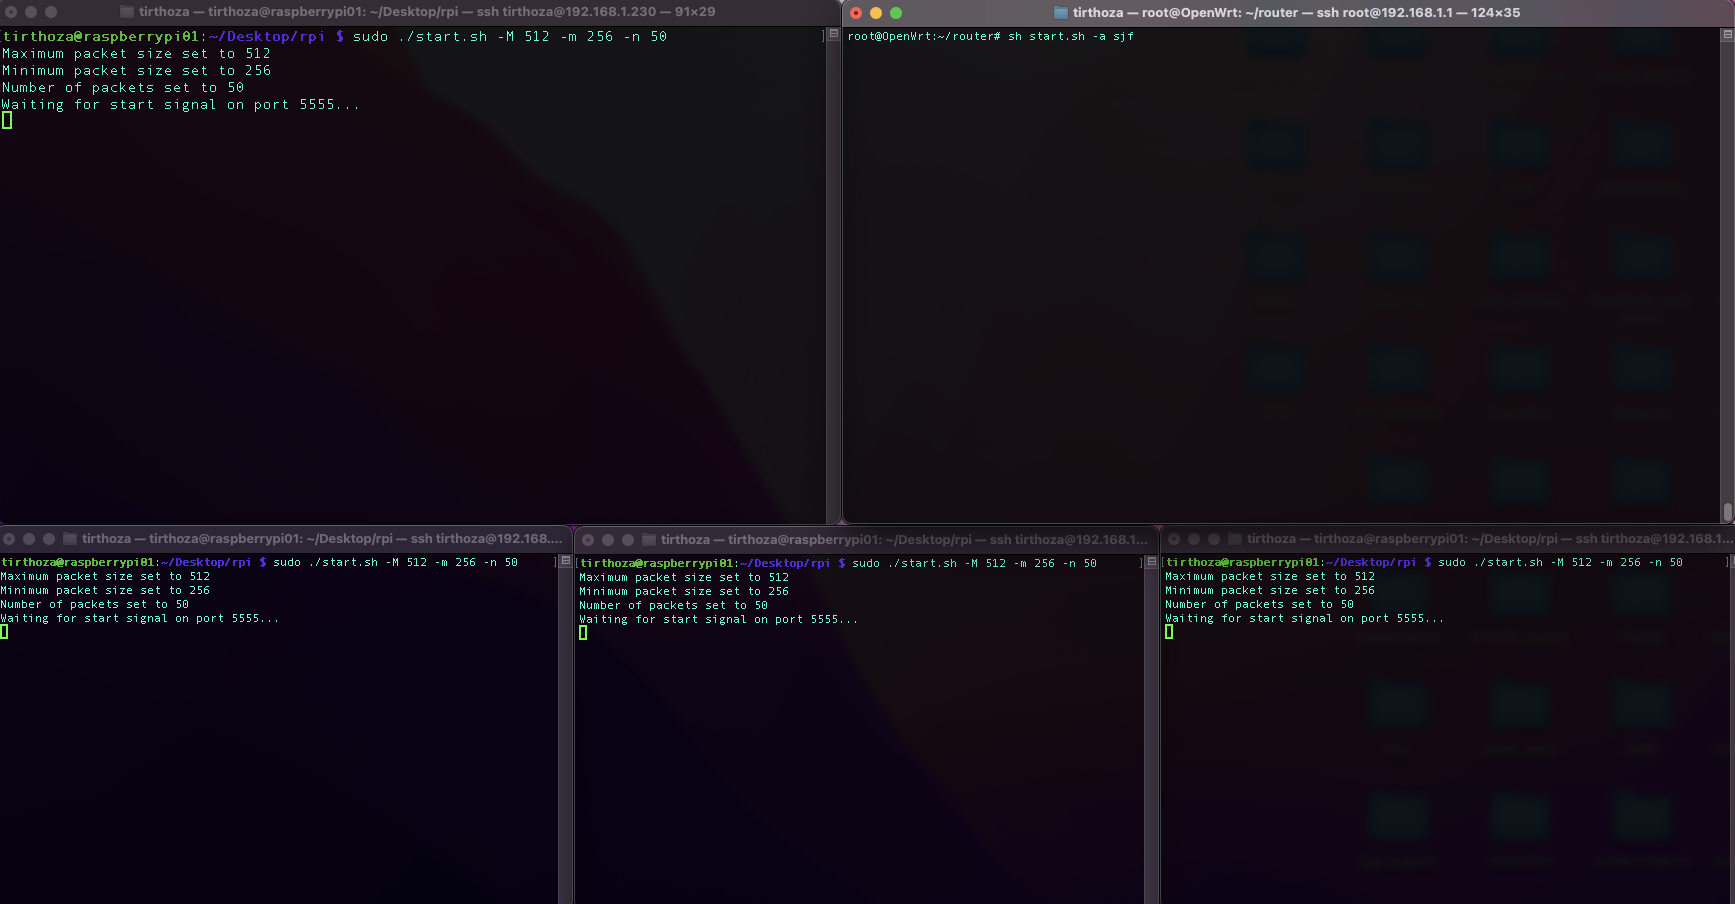 tirthoza — tirthoza@raspberrypi01: ~/Desktop/rpi — ssh tirthoza@192.168.1.230 — 91×29
[tirthoza@raspberrypi01:~/Desktop/rpi $ sudo ./start.sh -M 512 -m 256 -n 50 ]
Maximum packet size set to 512
Minimum packet size set to 256
Number of packets set to 50
Waiting for start signal on port 5555...
tirthoza — root@OpenWrt: ~/router — ssh root@192.168.1.1 — 124×35
root@OpenWrt:~/router# sh start.sh -a sjf
tirthoza — tirthoza@raspberrypi01: ~/Desktop/rpi — ssh tirthoza@192.168....
tirthoza@raspberrypi01:~/Desktop/rpi $ sudo ./start.sh -M 512 -m 256 -n 50 ]
Maximum packet size set to 512
Minimum packet size set to 256
Number of packets set to 50
Waiting for start signal on port 5555...
tirthoza — tirthoza@raspberrypi01: ~/Desktop/rpi — ssh tirthoza@192.168.1...
[tirthoza@raspberrypi01:~/Desktop/rpi $ sudo ./start.sh -M 512 -m 256 -n 50 ]
Maximum packet size set to 512
Minimum packet size set to 256
Number of packets set to 50
Waiting for start signal on port 5555...
tirthoza — tirthoza@raspberrypi01: ~/Desktop/rpi — ssh tirthoza@192.168.1...
[tirthoza@raspberrypi01:~/Desktop/rpi $ sudo ./start.sh -M 512 -m 256 -n 50 ]
Maximum packet size set to 512
Minimum packet size set to 256
Number of packets set to 50
Waiting for start signal on port 5555...